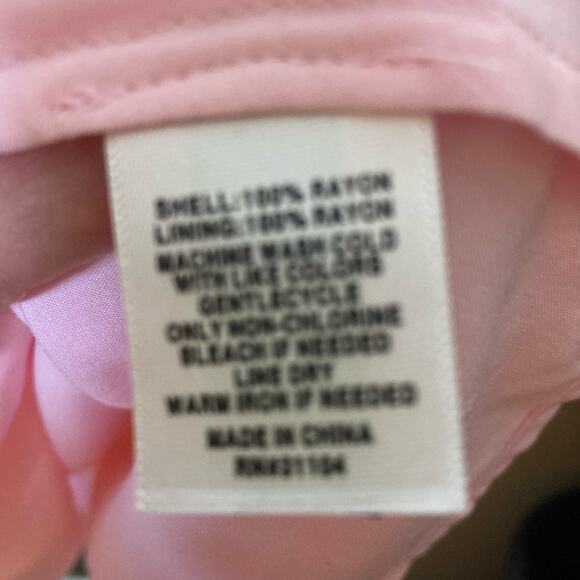 SHELL:100% RAYON
LINING:100% RAYON
MACHINE WASH COLD
WITH LIKE COLORS
GENTLECYCLE
ONLY NON-CHLORINE
BLEACH IF NEEDED
LINE DRY
WARM IRON IF NEEDED
MADE IN CHINA